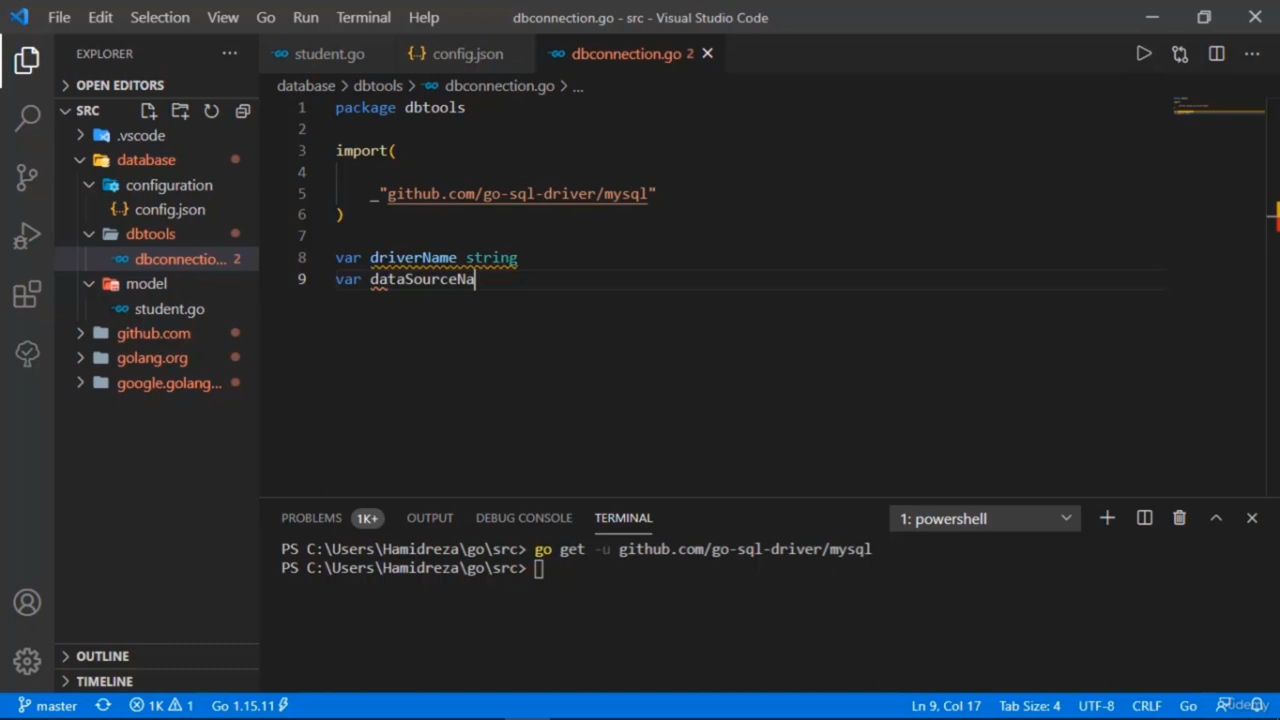 File Edit Selection View Go Run Terminal Help dbconnection.go - src - Visual Studio Code
EXPLORER ··· student.go {} config.json dbconnection.go 2
OPEN EDITORS
database > dbtools > dbconnection.go > ...
SRC
.vscode
database
configuration
{} config.json
dbtools
dbconnectio... 2
model
student.go
github.com
golang.org
google.golang...
OUTLINE
TIMELINE
1 package dbtools
2
3 import(
4
5 _"github.com/go-sql-driver/mysql"
6 )
7
8 var driverName string
9 var dataSourceNa
PROBLEMS 1K+ OUTPUT DEBUG CONSOLE TERMINAL 1: powershell
PS C:\Users\Hamidreza\go\src> go get -u github.com/go-sql-driver/mysql
PS C:\Users\Hamidreza\go\src>
master 1K 1 Go 1.15.11 Ln 9, Col 17 Tab Size: 4 UTF-8 CRLF Go